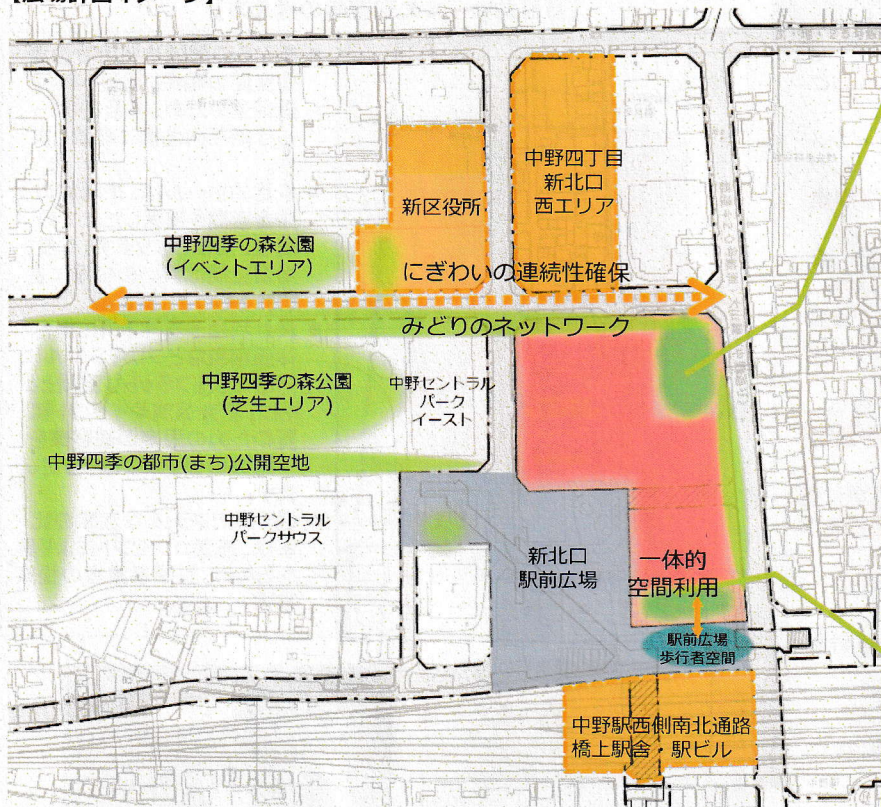 中野四丁目
新北口
西エリア
新区役所
中野四季の森公園
(イベントエリア)
にぎわいの連続性確保
みどりのネットワーク
中野四季の森公園
(芝生エリア)
中野セントラル
パーク
イースト
中野四季の都市(まち)公開空地
中野セントラル
パークサウス
新北口
駅前広場
一体的
空間利用
駅前広場
歩行者空間
中野駅西側南北通路
橋上駅舎・駅ビル